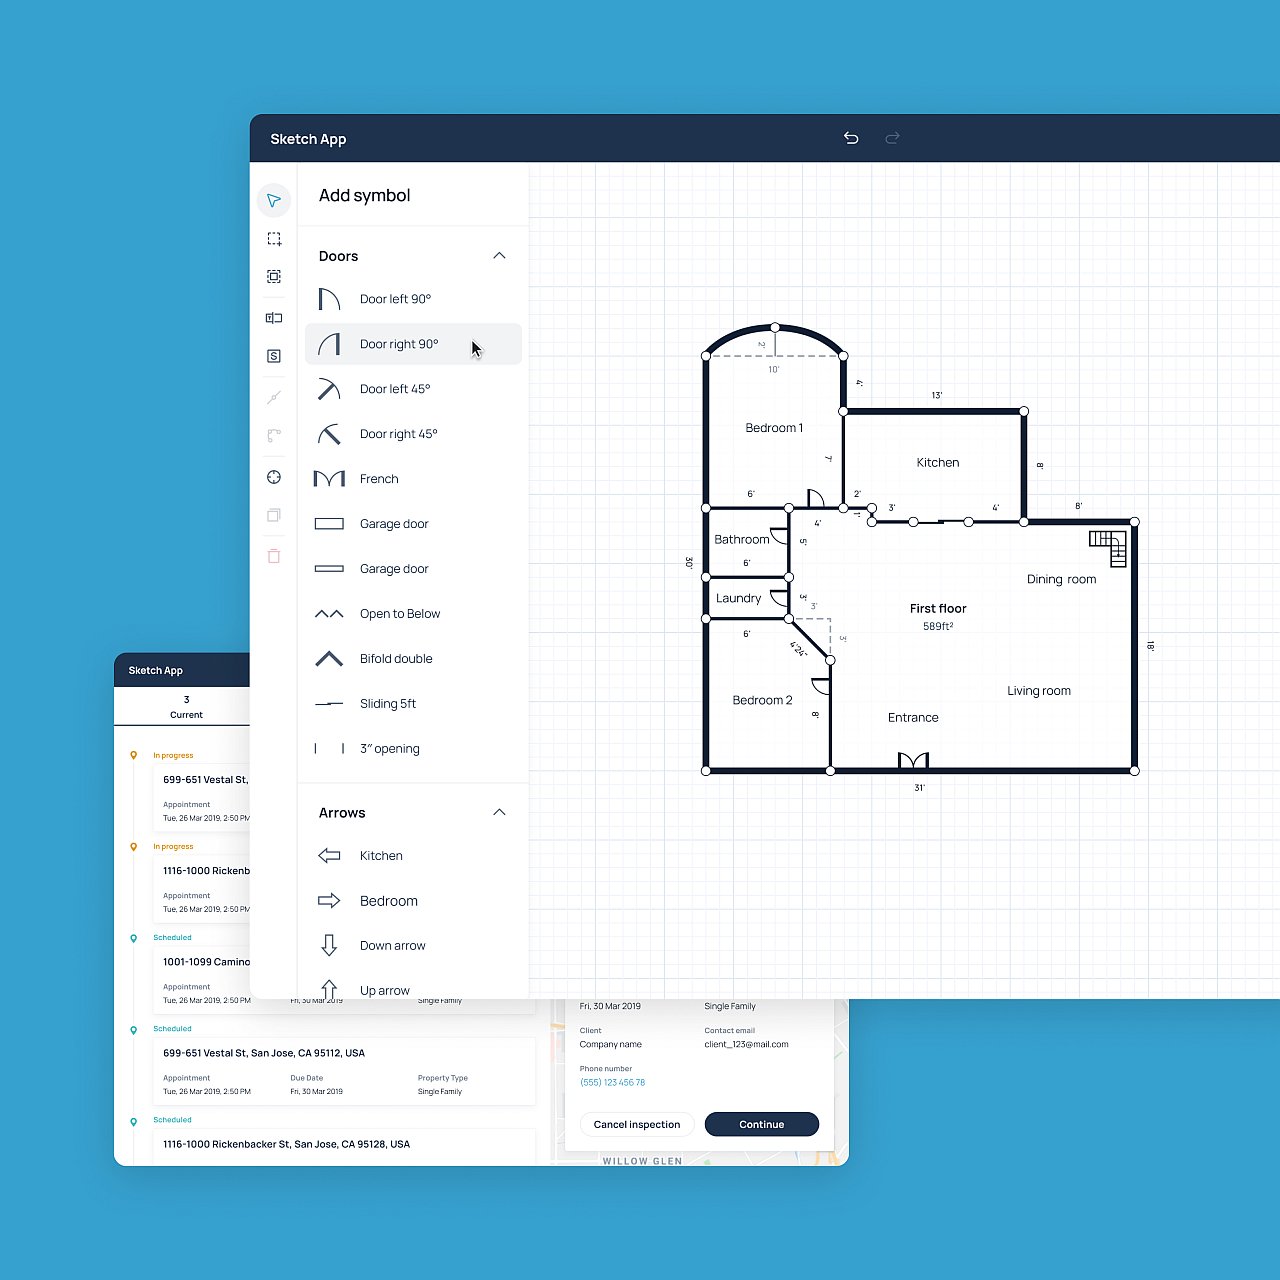 Sketch App
Add symbol
Doors
Door left 90°
Door right 90°
Door left 45°
Door right 45°
French
Garage door
Garage door
Open to Below
Bifold double
Sliding 5ft
3″ opening
Arrows
Kitchen
Bedroom
Down arrow
Up arrow
2'
10'
4'
13'
Bedroom 1
7'
Kitchen
8'
6'
2'
3'
4'
8'
1'
4'
Bathroom
5'
6'
30'
Laundry
3'
3'
Dining room
First floor
589ft²
6'
4'24"
3'
18'
Bedroom 2
8'
Living room
Entrance
31'
Sketch App
3
Current
In progress
699-651 Vestal St,
Appointment
Tue, 26 Mar 2019, 2:50 PM
In progress
1116-1000 Rickenb
Appointment
Tue, 26 Mar 2019, 2:50 PM
Scheduled
1001-1099 Camino
Appointment
Tue, 26 Mar 2019, 2:50 PM
Fri, 30 Mar 2019
Single Family
Scheduled
699-651 Vestal St, San Jose, CA 95112, USA
Appointment
Due Date
Property Type
Tue, 26 Mar 2019, 2:50 PM
Fri, 30 Mar 2019
Single Family
Scheduled
1116-1000 Rickenbacker St, San Jose, CA 95128, USA
Fri, 30 Mar 2019
Single Family
Client
Contact email
Company name
client_123@mail.com
Phone number
(555) 123 456 78
Cancel inspection
Continue
WILLOW GLEN